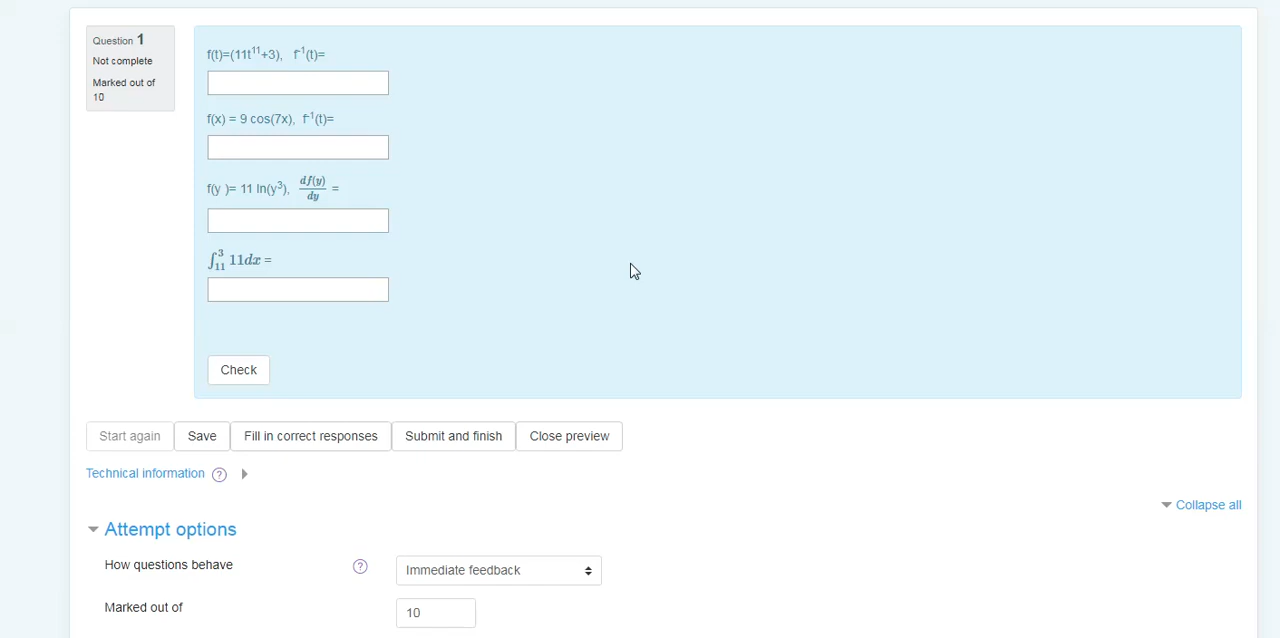 Question 1
Not complete
Marked out of
10
f(t)=(11t¹¹+3), f⁻¹(t)=
f(x) = 9 cos(7x), f⁻¹(t)=
f(y )= 11 ln(y³), df(y)/dy =
∫₁₁³ 11dx =
Check
Start again Save Fill in correct responses Submit and finish Close preview
Technical information ?
Collapse all
Attempt options
How questions behave ? Immediate feedback
Marked out of 10